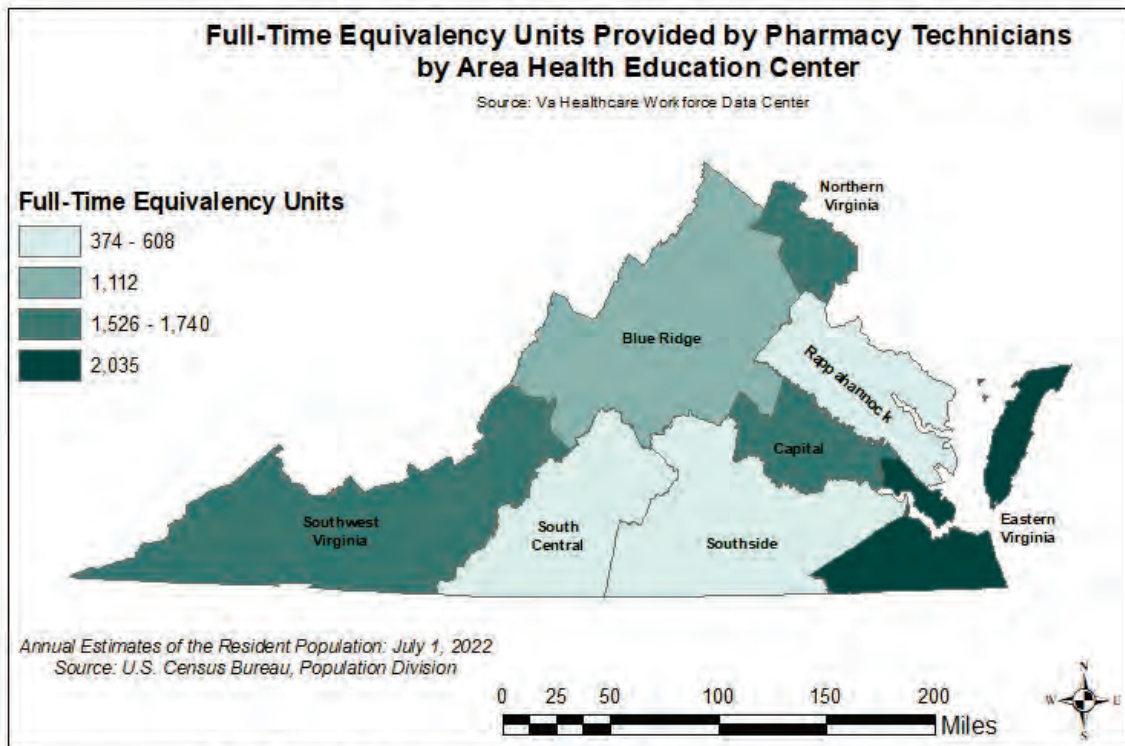 Full-Time Equivalency Units Provided by Pharmacy Technicians
by Area Health Education Center
Source: Va Healthcare Workforce Data Center
Full-Time Equivalency Units
374 - 608
1,112
1,526 - 1,740
2,035
Northern
Virginia
Blue Ridge
Rappahannock
Capital
Southwest
Virginia
South
Central
Southside
Eastern
Virginia
Annual Estimates of the Resident Population: July 1, 2022
Source: U.S. Census Bureau, Population Division
0 25 50 100 150 200
Miles
N
W E
S